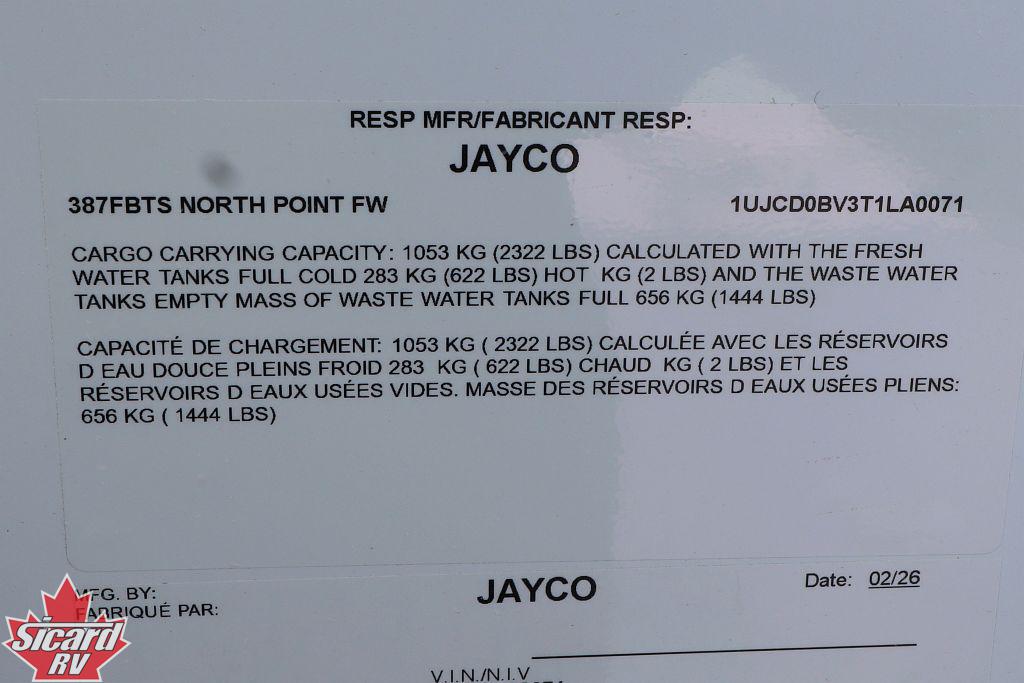 RESP MFR/FABRICANT RESP:
JAYCO
387FBTS NORTH POINT FW 1UJCD0BV3T1LA0071
CARGO CARRYING CAPACITY: 1053 KG (2322 LBS) CALCULATED WITH THE FRESH
WATER TANKS FULL COLD 283 KG (622 LBS) HOT KG (2 LBS) AND THE WASTE WATER
TANKS EMPTY MASS OF WASTE WATER TANKS FULL 656 KG (1444 LBS)
CAPACITÉ DE CHARGEMENT: 1053 KG ( 2322 LBS) CALCULÉE AVEC LES RÉSERVOIRS
D EAU DOUCE PLEINS FROID 283 KG ( 622 LBS) CHAUD KG ( 2 LBS) ET LES
RÉSERVOIRS D EAUX USÉES VIDES. MASSE DES RÉSERVOIRS D EAUX USÉES PLIENS:
656 KG ( 1444 LBS)
MFG. BY: JAYCO Date: 02/26
FABRIQUÉ PAR:
Sicard
RV
V.I.N./N.I.V